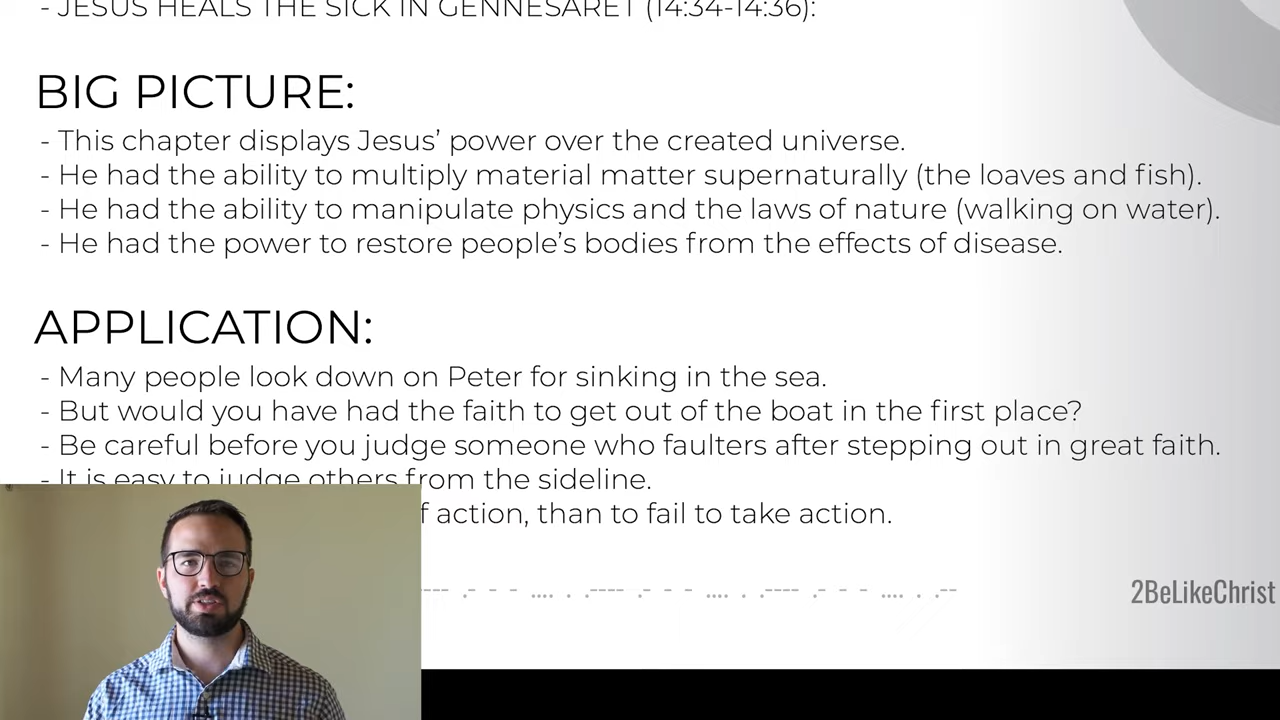 - JESUS HEALS THE SICK IN GENNESARET (14:34-14:36):
BIG PICTURE:
- This chapter displays Jesus’ power over the created universe.
- He had the ability to multiply material matter supernaturally (the loaves and fish).
- He had the ability to manipulate physics and the laws of nature (walking on water).
- He had the power to restore people’s bodies from the effects of disease.
APPLICATION:
- Many people look down on Peter for sinking in the sea.
- But would you have had the faith to get out of the boat in the first place?
- Be careful before you judge someone who faulters after stepping out in great faith.
- It is easy to judge others from the sideline.
f action, than to fail to take action.
2BeLikeChrist